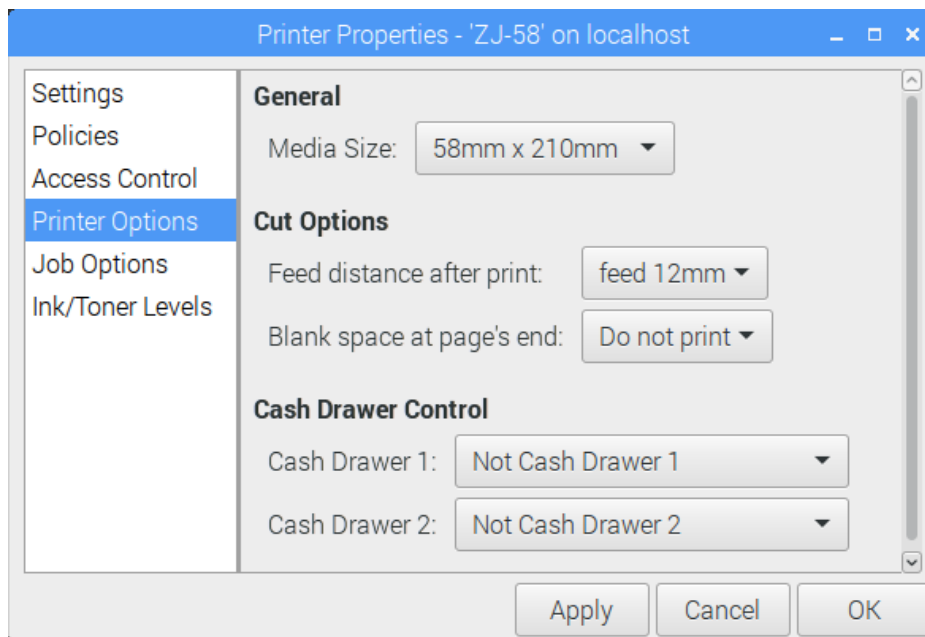 Printer Properties - 'ZJ-58' on localhost
Settings
Policies
Access Control
Printer Options
Job Options
Ink/Toner Levels
General
Media Size: 58mm x 210mm
Cut Options
Feed distance after print: feed 12mm
Blank space at page's end: Do not print
Cash Drawer Control
Cash Drawer 1: Not Cash Drawer 1
Cash Drawer 2: Not Cash Drawer 2
Apply Cancel OK